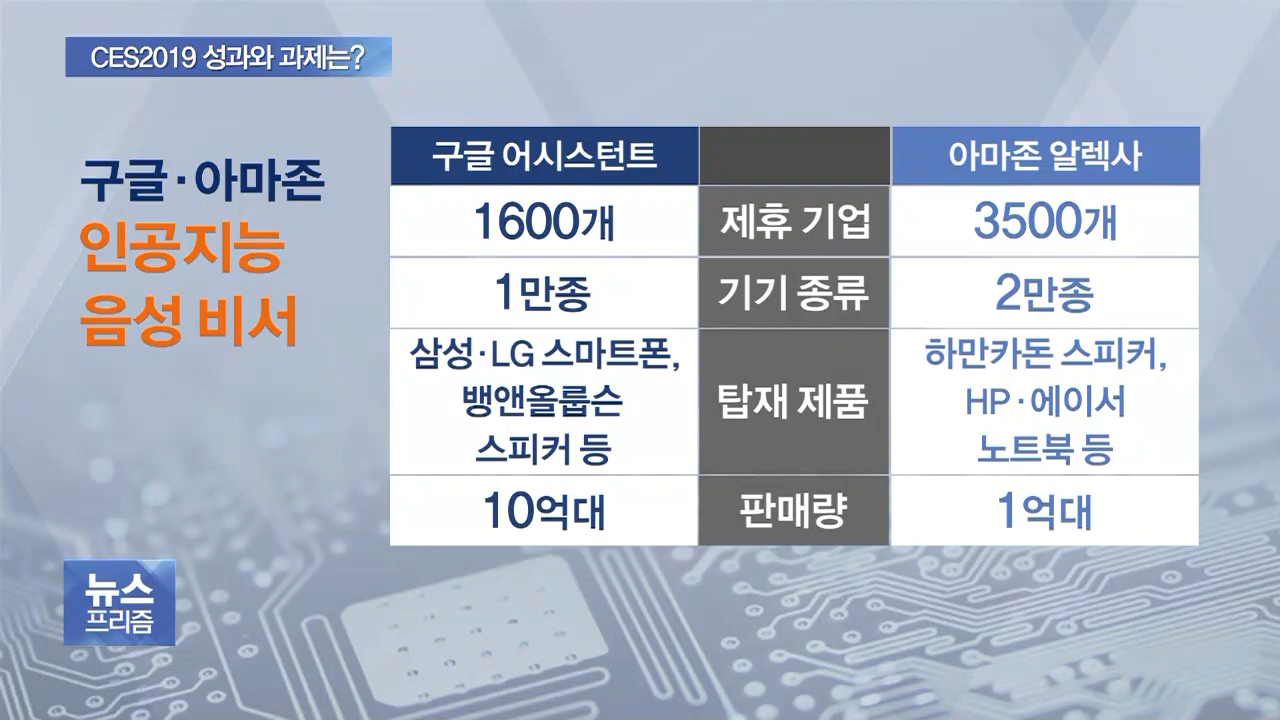 CES2019 성과와 과제는?
구글·아마존
인공지능
음성 비서
구글 어시스턴트 아마존 알렉사
1600개 제휴 기업 3500개
1만종 기기 종류 2만종
삼성·LG 스마트폰,
뱅앤올룹슨
스피커 등
탑재 제품
하만카돈 스피커,
HP·에이서
노트북 등
10억대 판매량 1억대
뉴스
프리즘